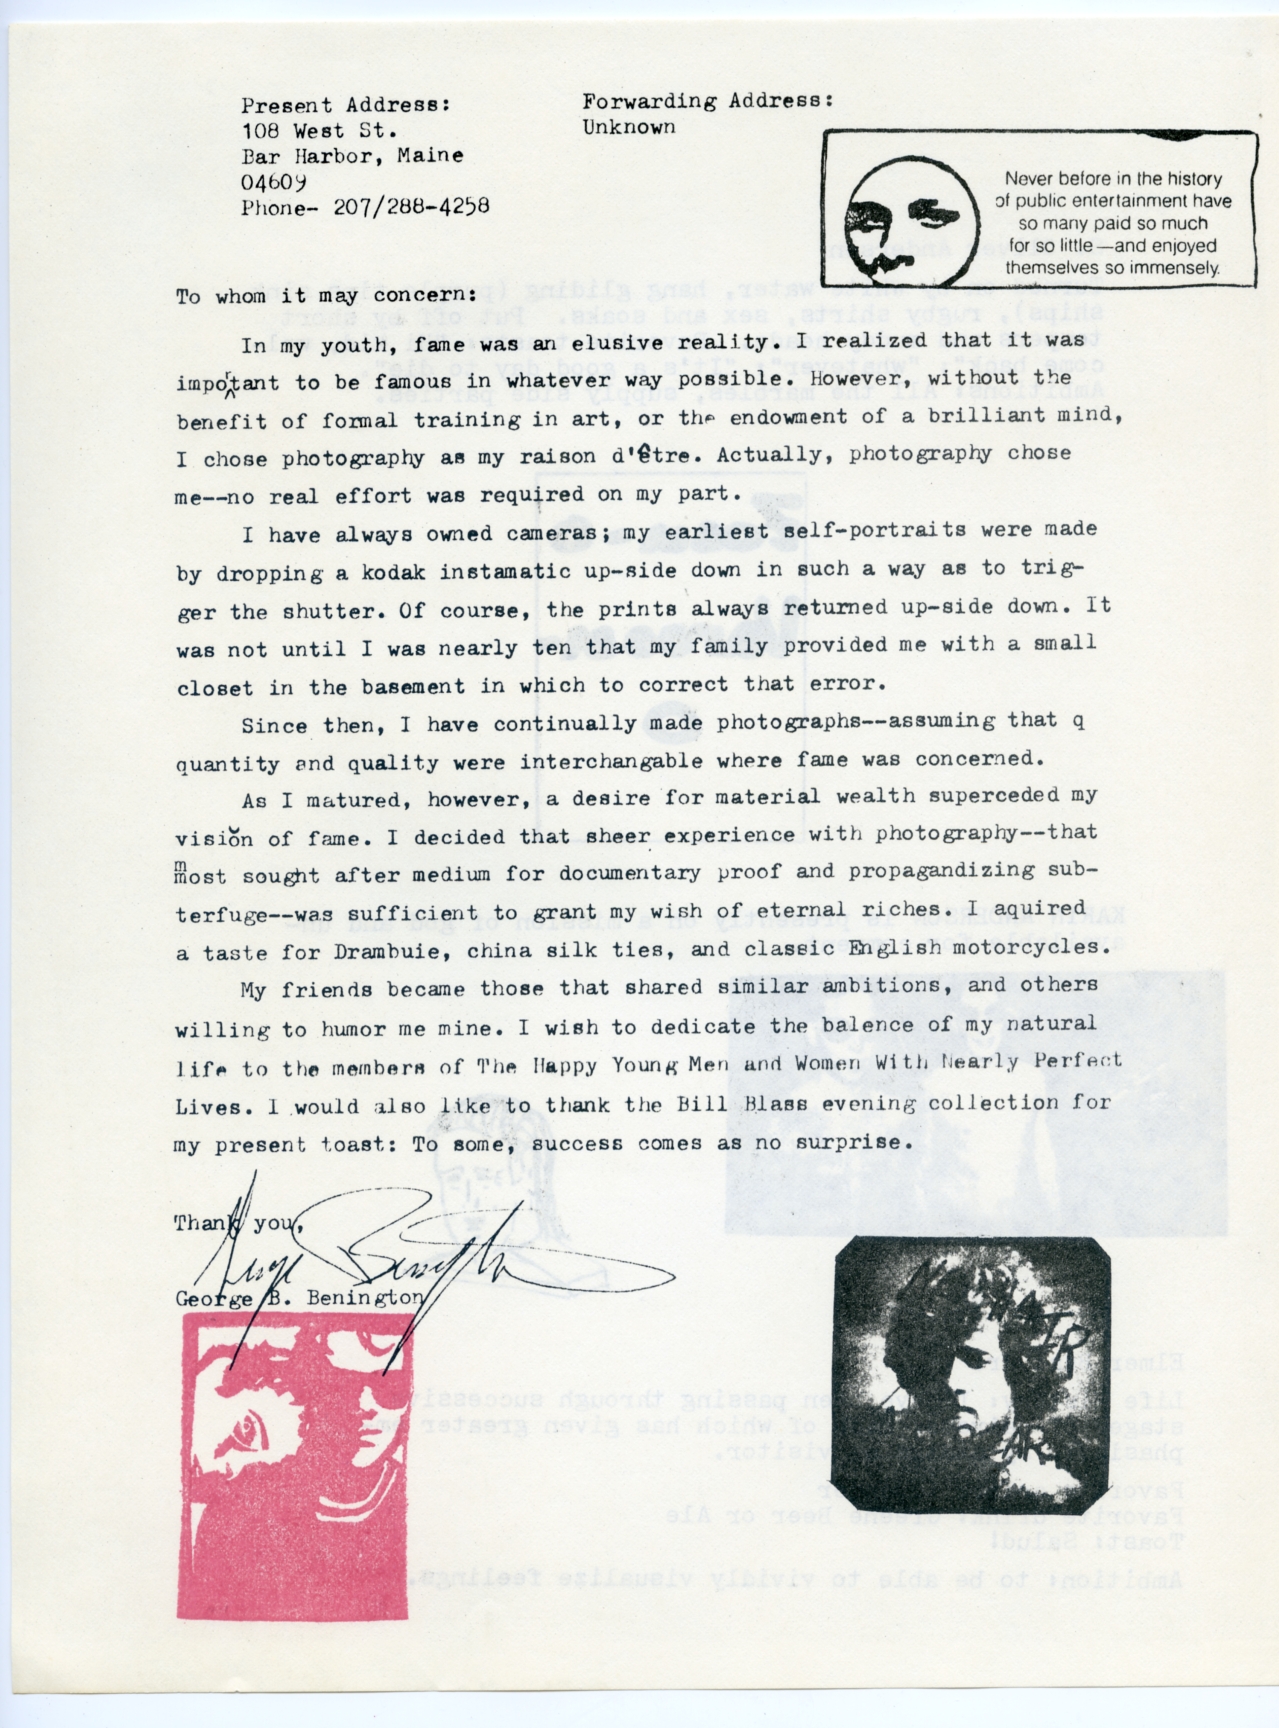 Present Address:
108 West St.
Bar Harbor, Maine
04609
Phone- 207/288-4258
Forwarding Address:
Unknown
Never before in the history
of public entertainment have
so many paid so much
for so little—and enjoyed
themselves so immensely.
To whom it may concern:
In my youth, fame was an elusive reality. I realized that it was
important to be famous in whatever way possible. However, without the
benefit of formal training in art, or the endowment of a brilliant mind,
I chose photography as my raison d'être. Actually, photography chose
me--no real effort was required on my part.
I have always owned cameras; my earliest self-portraits were made
by dropping a kodak instamatic up-side down in such a way as to trig-
ger the shutter. Of course, the prints always returned up-side down. It
was not until I was nearly ten that my family provided me with a small
closet in the basement in which to correct that error.
Since then, I have continually made photographs--assuming that q
quantity and quality were interchangable where fame was concerned.
As I matured, however, a desire for material wealth superceded my
vision of fame. I decided that sheer experience with photography--that
most sought after medium for documentary proof and propagandizing sub-
terfuge--was sufficient to grant my wish of eternal riches. I aquired
a taste for Drambuie, china silk ties, and classic English motorcycles.
My friends became those that shared similar ambitions, and others
willing to humor me mine. I wish to dedicate the balence of my natural
life to the members of The Happy Young Men and Women With Nearly Perfect
Lives. I would also like to thank the Bill Blass evening collection for
my present toast: To some, success comes as no surprise.
Thank you,
George B. Benington
George B. Benington